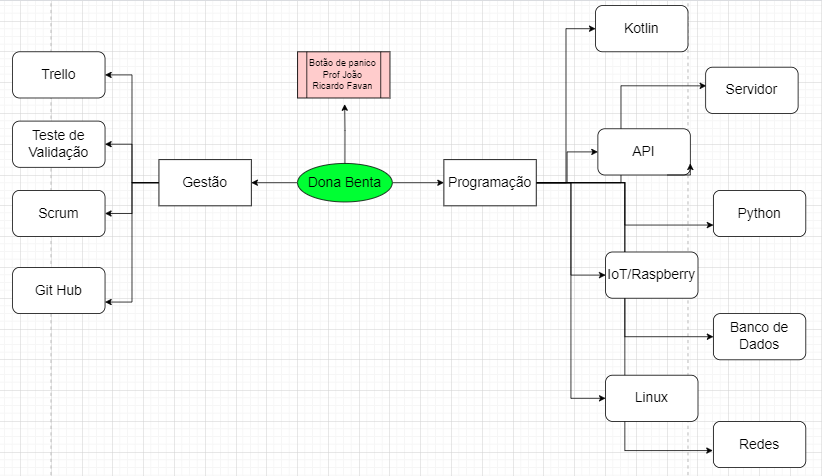 Kotlin
Botão de panico
Prof João
Ricardo Favan
Trello
Servidor
Teste de
Validação
API
Gestão
Dona Benta
Programação
Scrum
Python
Git Hub
IoT/Raspberry
Banco de
Dados
Linux
Redes